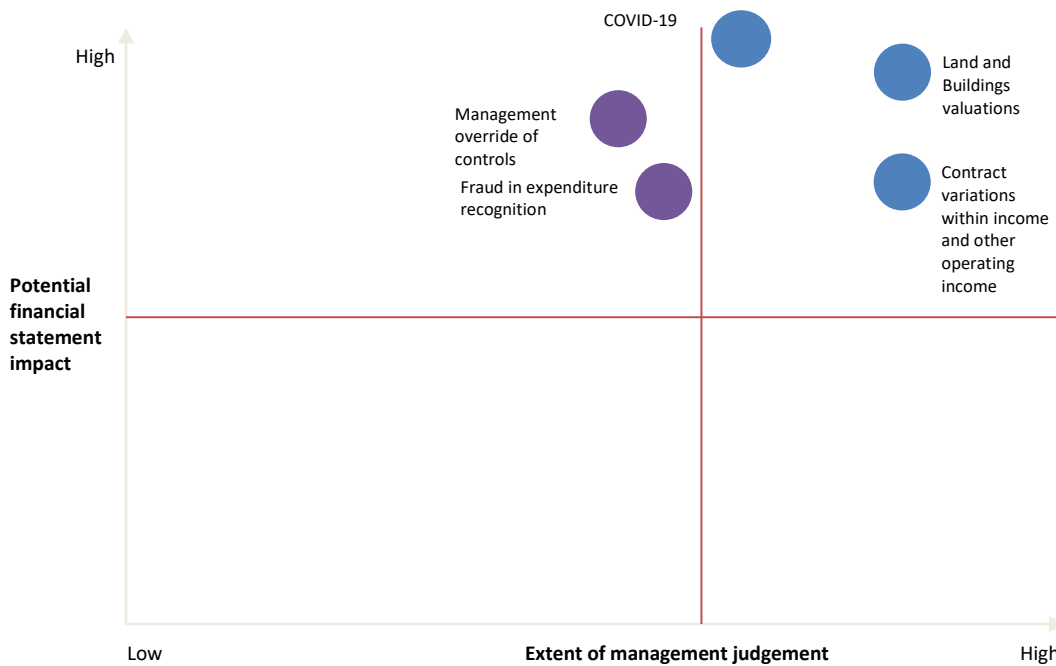 COVID-19
High
Land and
Buildings
valuations
Management
override of
controls
Fraud in expenditure
recognition
Contract
variations
within income
and other
operating
income
Potential
financial
statement
impact
Low
Extent of management judgement
High